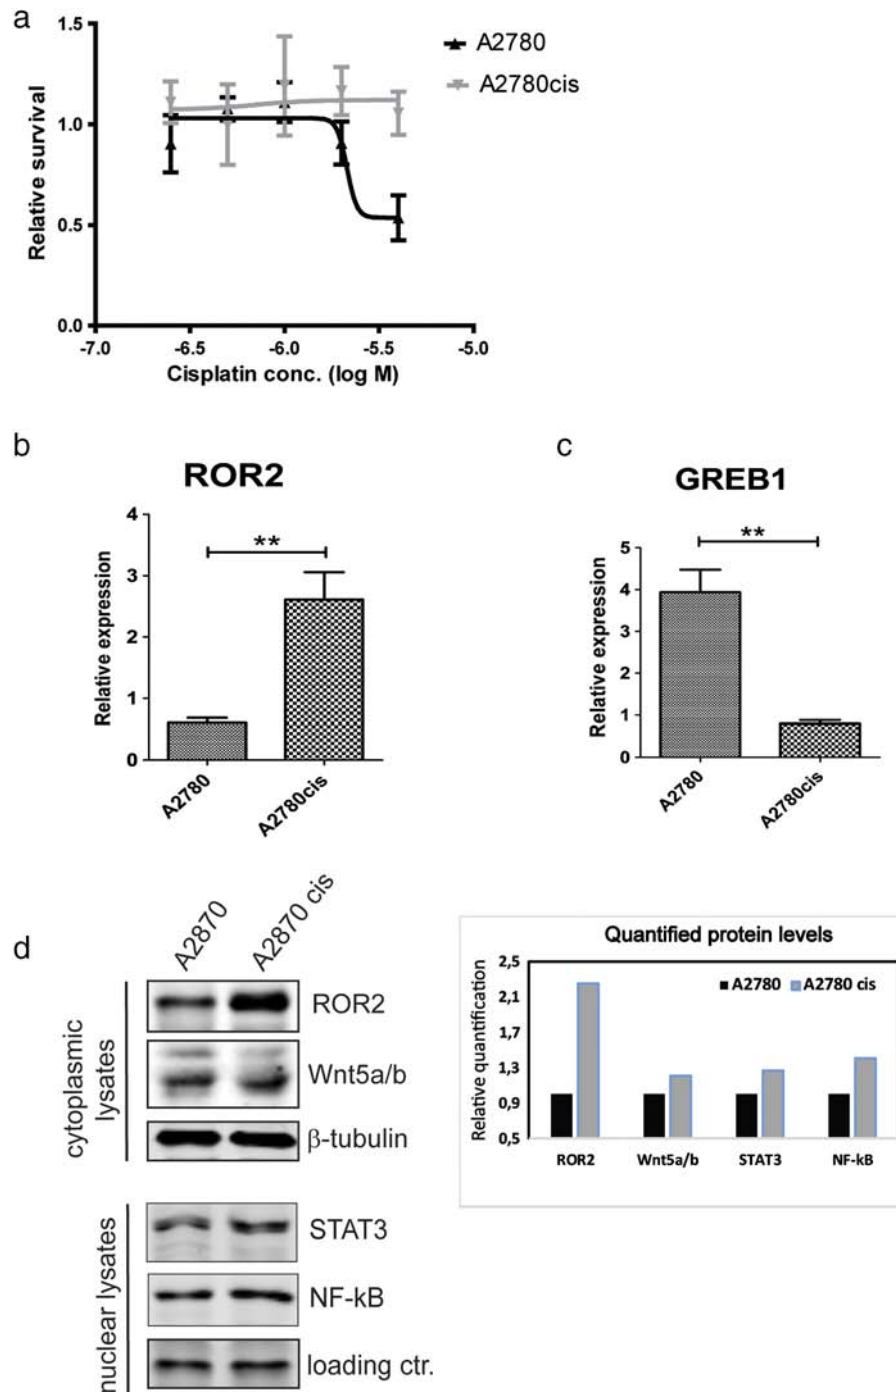 a
1.5
1.0
0.5
0.0
Relative survival
-7.0 -6.5 -6.0 -5.5 -5.0
Cisplatin conc. (log M)
A2780
A2780cis
b
ROR2
**
4
3
2
1
0
Relative expression
A2780
A2780cis
c
GREB1
**
5
4
3
2
1
0
Relative expression
A2780
A2780cis
d
A2870
A2870 cis
cytoplasmic
lysates
ROR2
Wnt5a/b
β-tubulin
nuclear lysates
STAT3
NF-kB
loading ctr.
Quantified protein levels
A2780 A2780 cis
2,5
2,1
1,7
1,3
0,9
0,5
Relative quantification
ROR2 Wnt5a/b STAT3 NF-kB